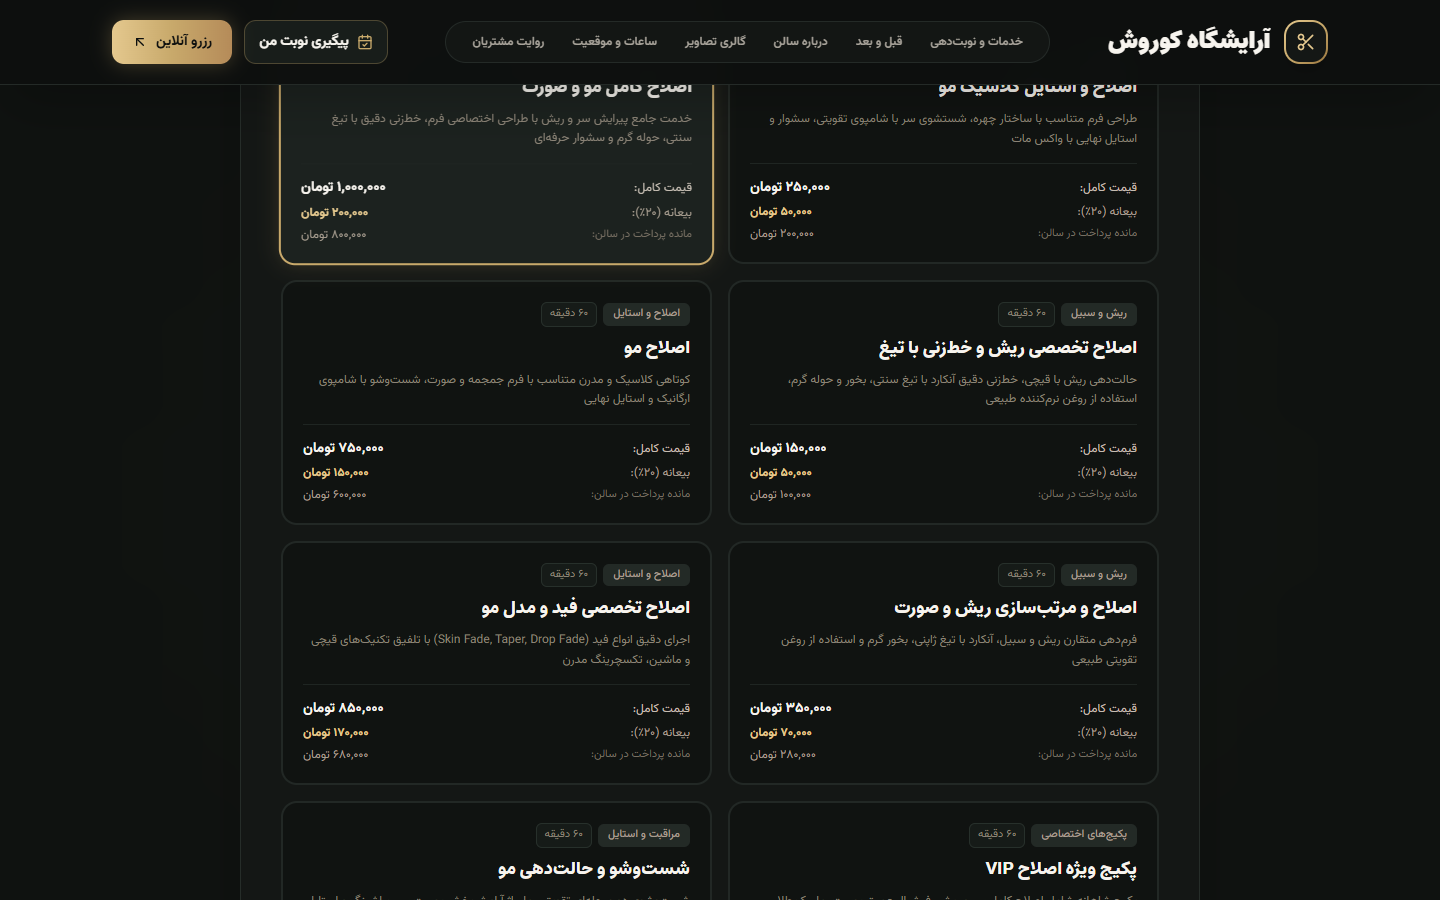 آرایشگاه کوروش
خدمات و نوبت‌دهی
قبل و بعد
درباره سالن
گالری تصاویر
ساعات و موقعیت
روایت مشتریان
پیگیری نوبت من
رزرو آنلاین
اصلاح و استایل کلاسیک مو
طراحی فرم متناسب با ساختار چهره، شستشوی سر با شامپوی تقویتی، سشوار و
استایل نهایی با واکس مات
قیمت کامل: ۲۵۰,۰۰۰ تومان
بیعانه (۲۰٪): ۵۰,۰۰۰ تومان
مانده پرداخت در سالن: ۲۰۰,۰۰۰ تومان
اصلاح کامل مو و صورت
خدمت جامع پیرایش سر و ریش با طراحی اختصاصی فرم، خط‌زنی دقیق با تیغ
سنتی، حوله گرم و سشوار حرفه‌ای
قیمت کامل: ۱,۰۰۰,۰۰۰ تومان
بیعانه (۲۰٪): ۲۰۰,۰۰۰ تومان
مانده پرداخت در سالن: ۸۰۰,۰۰۰ تومان
ریش و سبیل
۶۰ دقیقه
اصلاح تخصصی ریش و خط‌زنی با تیغ
حالت‌دهی ریش با قیچی، خط‌زنی دقیق آنکارد با تیغ سنتی، بخور و حوله گرم،
استفاده از روغن نرم‌کننده طبیعی
قیمت کامل: ۱۵۰,۰۰۰ تومان
بیعانه (۲۰٪): ۵۰,۰۰۰ تومان
مانده پرداخت در سالن: ۱۰۰,۰۰۰ تومان
اصلاح و استایل
۶۰ دقیقه
اصلاح مو
کوتاهی کلاسیک و مدرن متناسب با فرم جمجمه و صورت، شست‌وشو با شامپوی
ارگانیک و استایل نهایی
قیمت کامل: ۷۵۰,۰۰۰ تومان
بیعانه (۲۰٪): ۱۵۰,۰۰۰ تومان
مانده پرداخت در سالن: ۶۰۰,۰۰۰ تومان
ریش و سبیل
۶۰ دقیقه
اصلاح و مرتب‌سازی ریش و صورت
فرم‌دهی متقارن ریش و سبیل، آنکارد با تیغ ژاپنی، بخور گرم و استفاده از روغن
تقویتی طبیعی
قیمت کامل: ۳۵۰,۰۰۰ تومان
بیعانه (۲۰٪): ۷۰,۰۰۰ تومان
مانده پرداخت در سالن: ۲۸۰,۰۰۰ تومان
اصلاح و استایل
۶۰ دقیقه
اصلاح تخصصی فید و مدل مو
اجرای دقیق انواع فید (Skin Fade, Taper, Drop Fade) با تلفیق تکنیک‌های قیچی
و ماشین، تکسچرینگ مدرن
قیمت کامل: ۸۵۰,۰۰۰ تومان
بیعانه (۲۰٪): ۱۷۰,۰۰۰ تومان
مانده پرداخت در سالن: ۶۸۰,۰۰۰ تومان
پکیج‌های اختصاصی
۶۰ دقیقه
پکیج ویژه اصلاح VIP
مراقبت و استایل
۶۰ دقیقه
شست‌وشو و حالت‌دهی مو